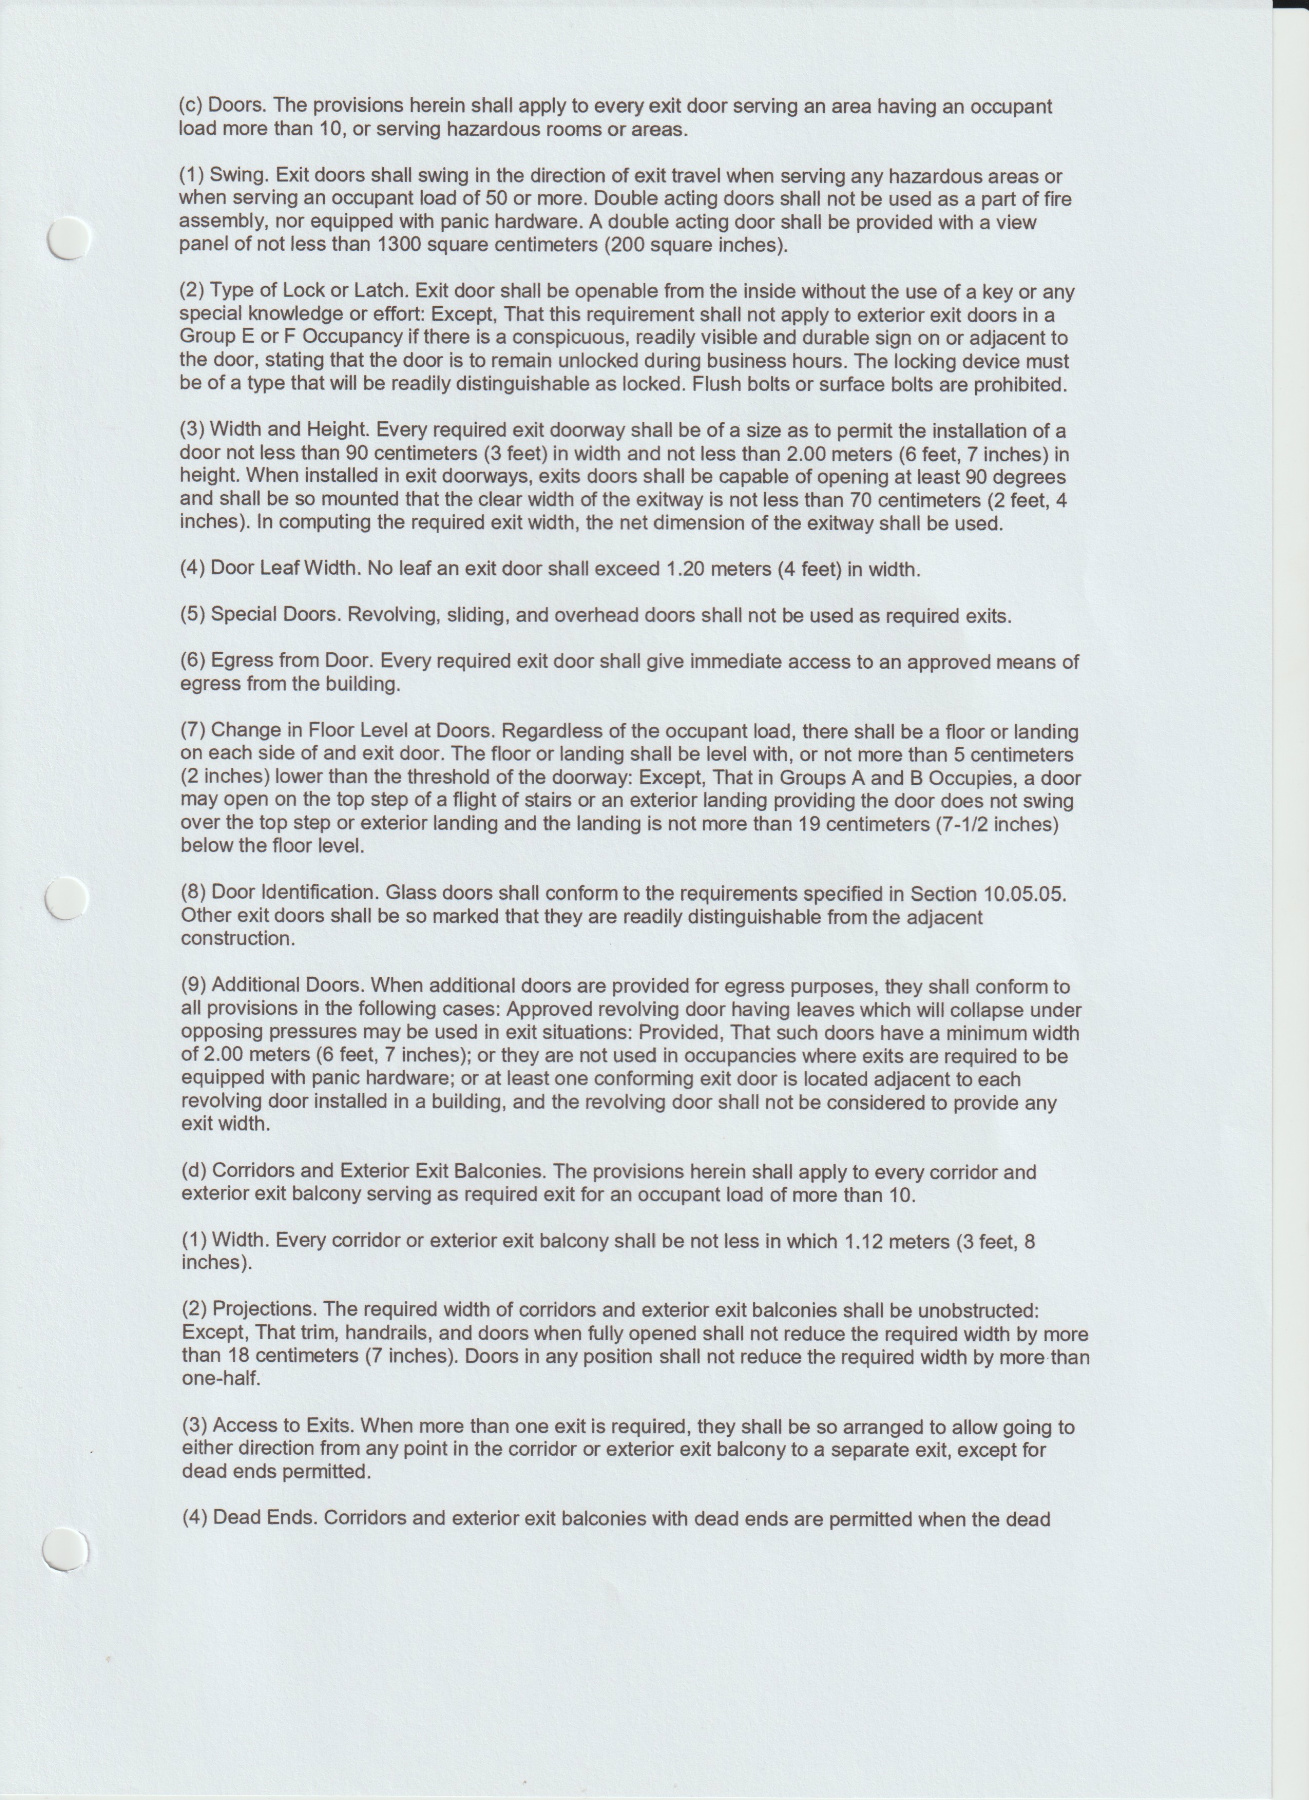 (c) Doors. The provisions herein shall apply to every exit door serving an area having an occupant
load more than 10, or serving hazardous rooms or areas.
(1) Swing. Exit doors shall swing in the direction of exit travel when serving any hazardous areas or
when serving an occupant load of 50 or more. Double acting doors shall not be used as a part of fire
assembly, nor equipped with panic hardware. A double acting door shall be provided with a view
panel of not less than 1300 square centimeters (200 square inches).
(2) Type of Lock or Latch. Exit door shall be openable from the inside without the use of a key or any
special knowledge or effort: Except, That this requirement shall not apply to exterior exit doors in a
Group E or F Occupancy if there is a conspicuous, readily visible and durable sign on or adjacent to
the door, stating that the door is to remain unlocked during business hours. The locking device must
be of a type that will be readily distinguishable as locked. Flush bolts or surface bolts are prohibited.
(3) Width and Height. Every required exit doorway shall be of a size as to permit the installation of a
door not less than 90 centimeters (3 feet) in width and not less than 2.00 meters (6 feet, 7 inches) in
height. When installed in exit doorways, exits doors shall be capable of opening at least 90 degrees
and shall be so mounted that the clear width of the exitway is not less than 70 centimeters (2 feet, 4
inches). In computing the required exit width, the net dimension of the exitway shall be used.
(4) Door Leaf Width. No leaf an exit door shall exceed 1.20 meters (4 feet) in width.
(5) Special Doors. Revolving, sliding, and overhead doors shall not be used as required exits.
(6) Egress from Door. Every required exit door shall give immediate access to an approved means of
egress from the building.
(7) Change in Floor Level at Doors. Regardless of the occupant load, there shall be a floor or landing
on each side of and exit door. The floor or landing shall be level with, or not more than 5 centimeters
(2 inches) lower than the threshold of the doorway: Except, That in Groups A and B Occupies, a door
may open on the top step of a flight of stairs or an exterior landing providing the door does not swing
over the top step or exterior landing and the landing is not more than 19 centimeters (7-1/2 inches)
below the floor level.
(8) Door Identification. Glass doors shall conform to the requirements specified in Section 10.05.05.
Other exit doors shall be so marked that they are readily distinguishable from the adjacent
construction.
(9) Additional Doors. When additional doors are provided for egress purposes, they shall conform to
all provisions in the following cases: Approved revolving door having leaves which will collapse under
opposing pressures may be used in exit situations: Provided, That such doors have a minimum width
of 2.00 meters (6 feet, 7 inches); or they are not used in occupancies where exits are required to be
equipped with panic hardware; or at least one conforming exit door is located adjacent to each
revolving door installed in a building, and the revolving door shall not be considered to provide any
exit width.
(d) Corridors and Exterior Exit Balconies. The provisions herein shall apply to every corridor and
exterior exit balcony serving as required exit for an occupant load of more than 10.
(1) Width. Every corridor or exterior exit balcony shall be not less in which 1.12 meters (3 feet, 8
inches).
(2) Projections. The required width of corridors and exterior exit balconies shall be unobstructed:
Except, That trim, handrails, and doors when fully opened shall not reduce the required width by more
than 18 centimeters (7 inches). Doors in any position shall not reduce the required width by more than
one-half.
(3) Access to Exits. When more than one exit is required, they shall be so arranged to allow going to
either direction from any point in the corridor or exterior exit balcony to a separate exit, except for
dead ends permitted.
(4) Dead Ends. Corridors and exterior exit balconies with dead ends are permitted when the dead